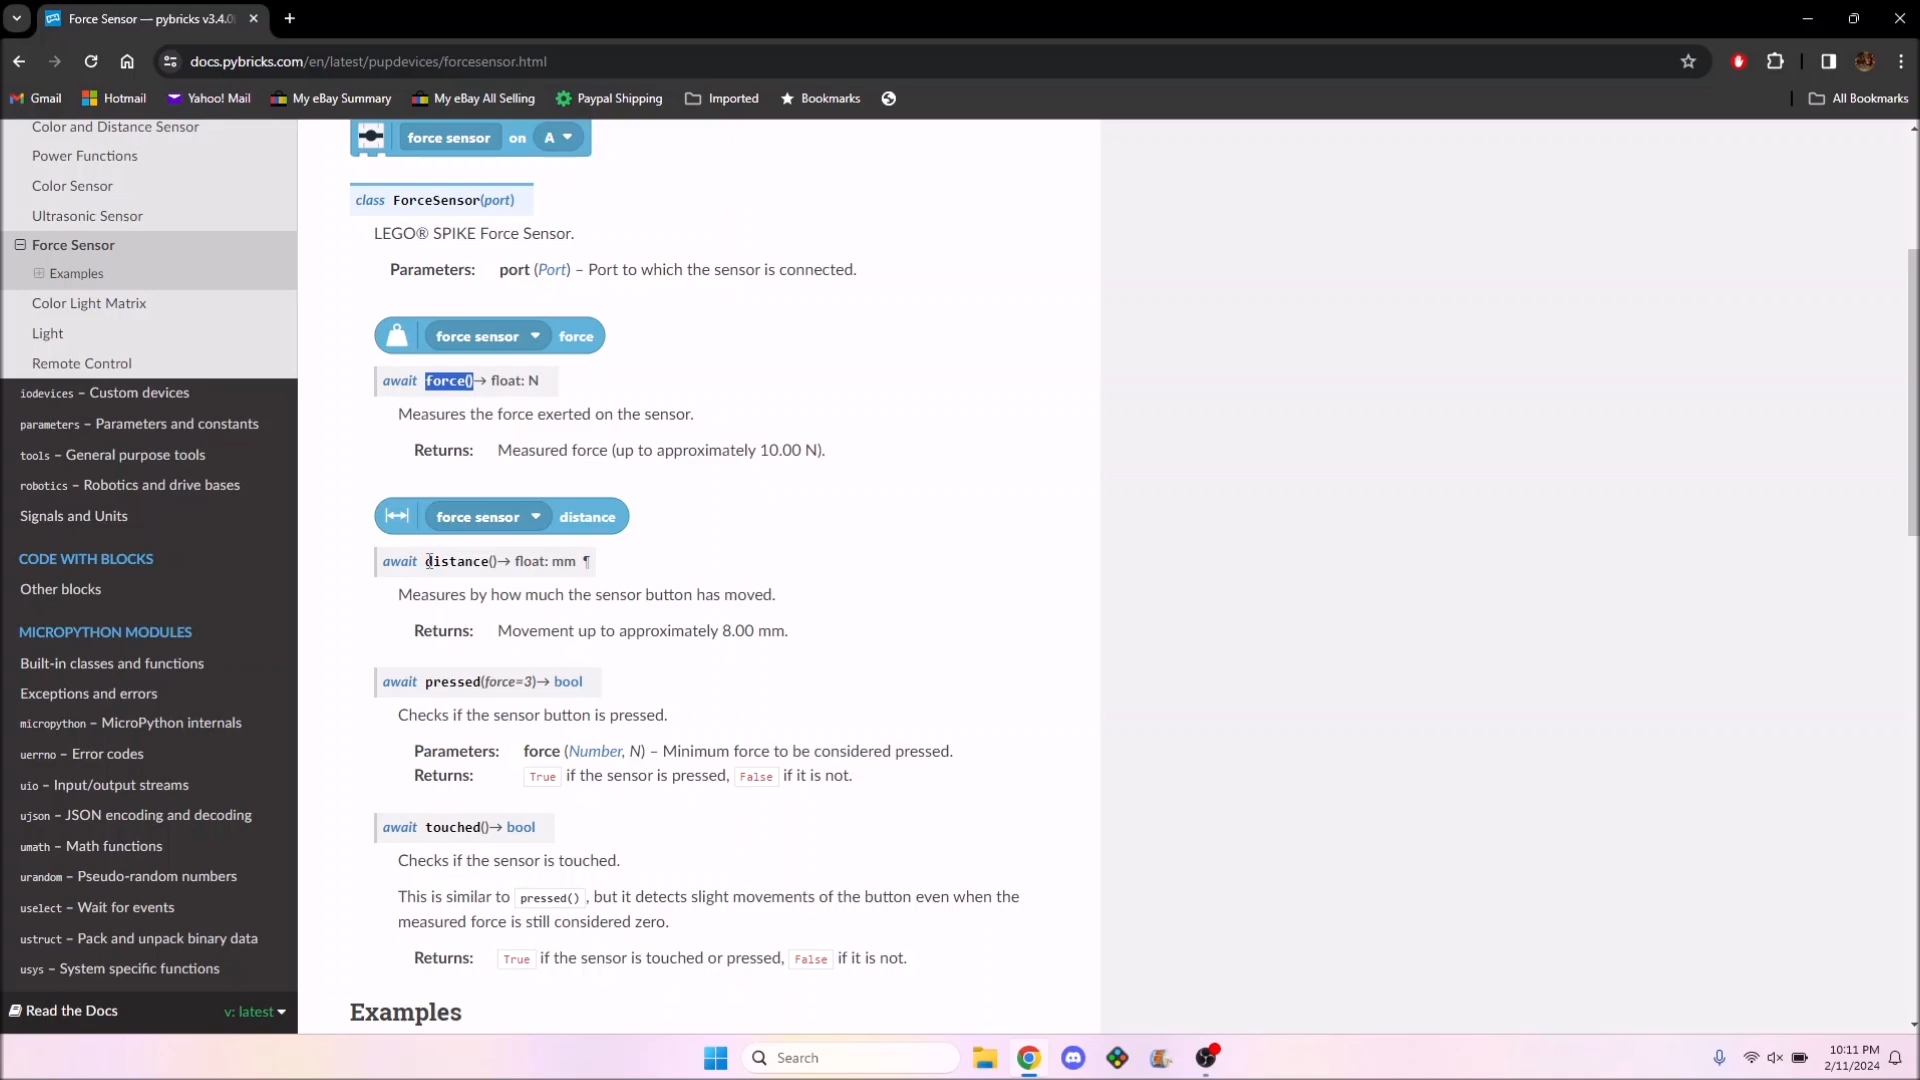 Force Sensor — pybricks v3.4.0
docs.pybricks.com/en/latest/pupdevices/forcesensor.html
Gmail
Hotmail
Yahoo! Mail
My eBay Summary
My eBay All Selling
Paypal Shipping
Imported
Bookmarks
All Bookmarks
Color and Distance Sensor
Power Functions
Color Sensor
Ultrasonic Sensor
Force Sensor
Examples
Color Light Matrix
Light
Remote Control
iodevices – Custom devices
parameters – Parameters and constants
tools – General purpose tools
robotics – Robotics and drive bases
Signals and Units
CODE WITH BLOCKS
Other blocks
MICROPYTHON MODULES
Built-in classes and functions
Exceptions and errors
micropython – MicroPython internals
uerrno – Error codes
uio – Input/output streams
ujson – JSON encoding and decoding
umath – Math functions
urandom – Pseudo-random numbers
uselect – Wait for events
ustruct – Pack and unpack binary data
usys – System specific functions
Read the Docs
v: latest
force sensor on A
class ForceSensor(port)
LEGO® SPIKE Force Sensor.
Parameters: port (Port) – Port to which the sensor is connected.
force sensor force
await force()→ float: N
Measures the force exerted on the sensor.
Returns: Measured force (up to approximately 10.00 N).
force sensor distance
await distance()→ float: mm ¶
Measures by how much the sensor button has moved.
Returns: Movement up to approximately 8.00 mm.
await pressed(force=3)→ bool
Checks if the sensor button is pressed.
Parameters: force (Number, N) – Minimum force to be considered pressed.
Returns: True if the sensor is pressed, False if it is not.
await touched()→ bool
Checks if the sensor is touched.
This is similar to pressed(), but it detects slight movements of the button even when the
measured force is still considered zero.
Returns: True if the sensor is touched or pressed, False if it is not.
Examples
Search
10:11 PM
2/11/2024